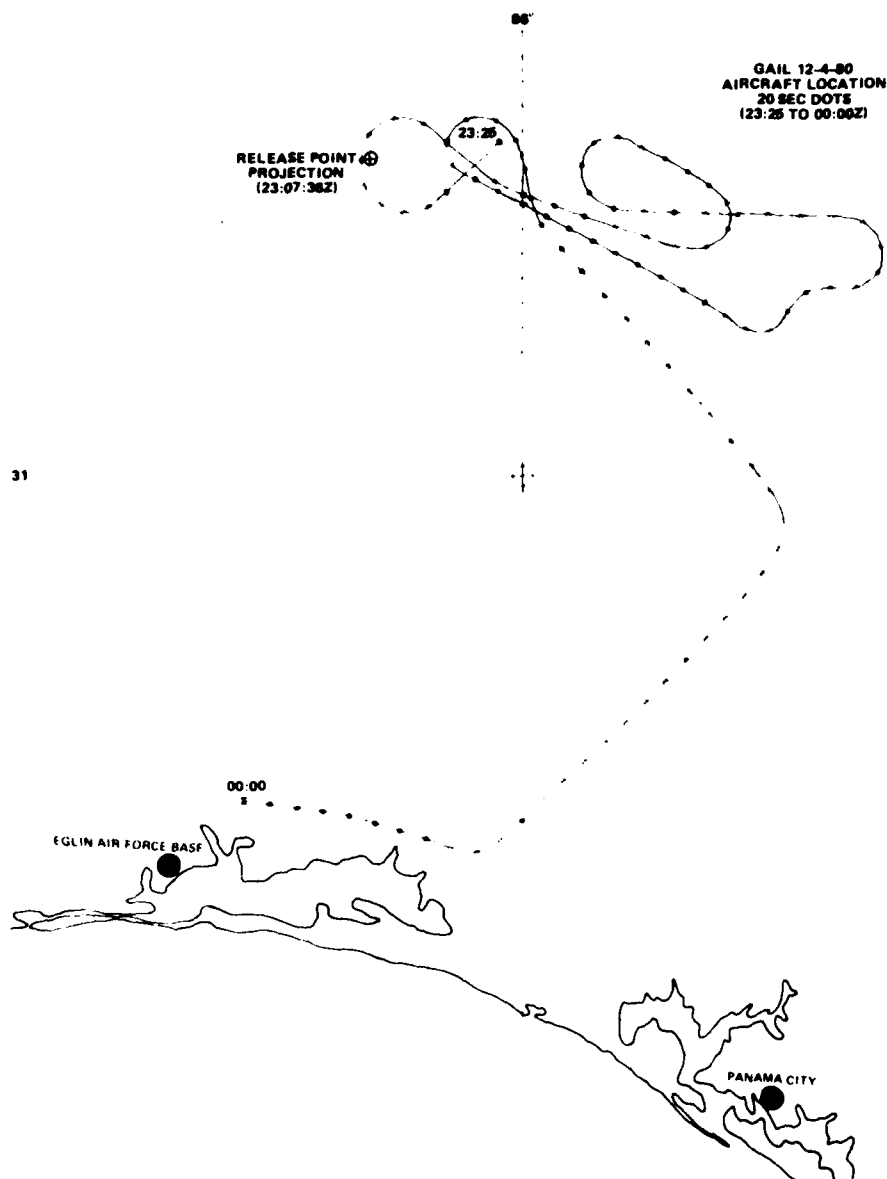 86°
GAIL 12-4-80
AIRCRAFT LOCATION
20 SEC DOTS
(23:25 TO 00:00Z)
23:25
RELEASE POINT
PROJECTION
(23:07:36Z)
31
00:00
EGLIN AIR FORCE BASE
PANAMA CITY